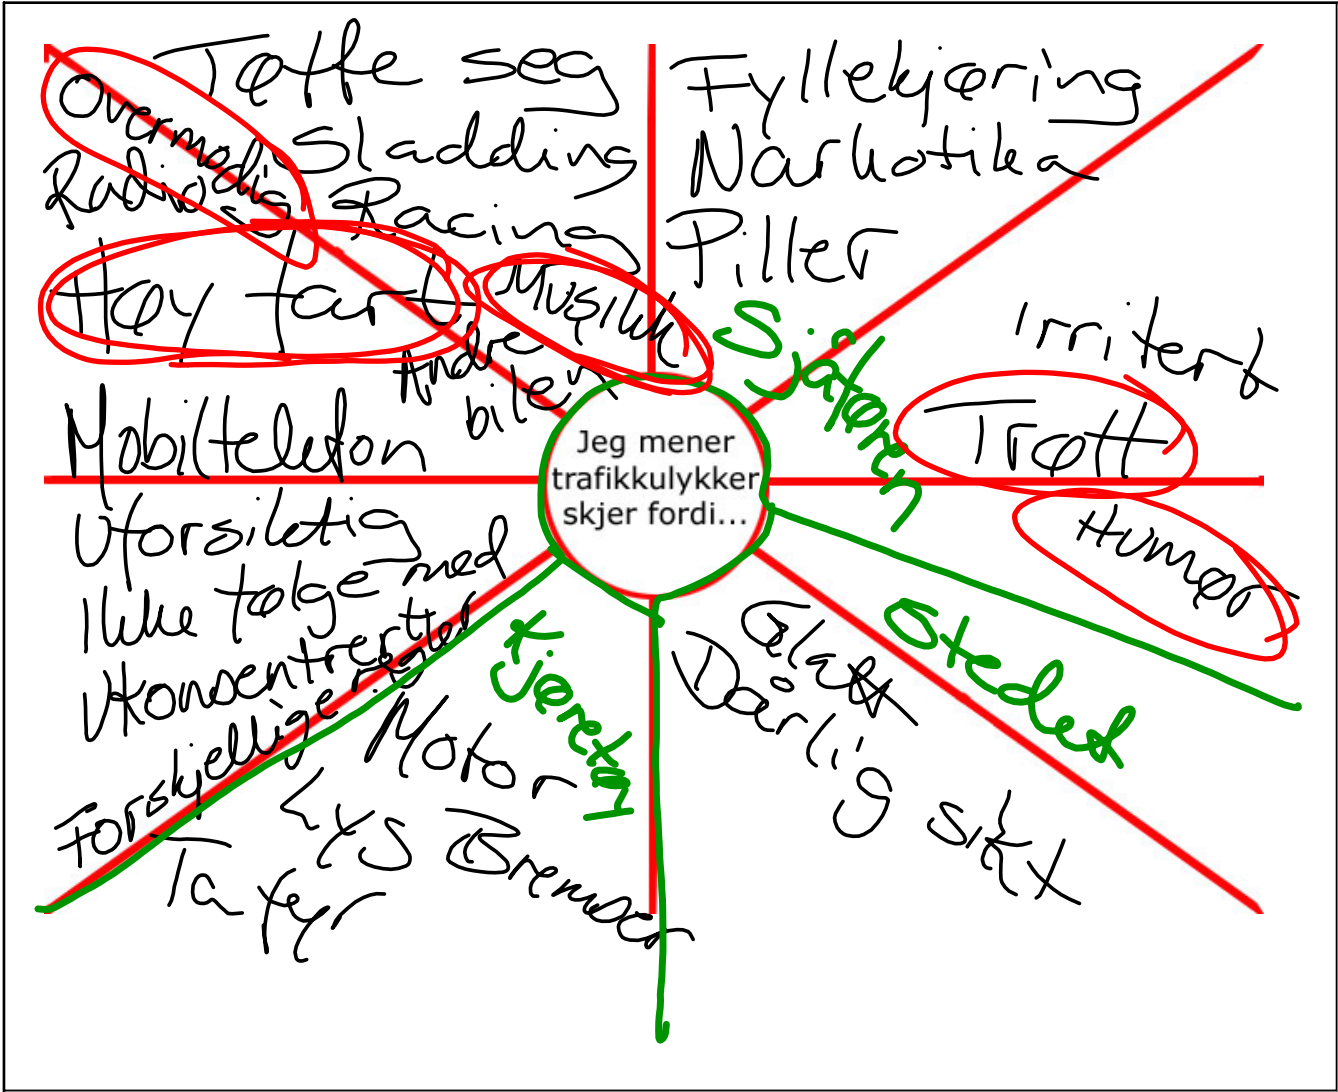 Tøffe seg
Sladding
Racing
Overmodig
Radio
Høy fart
Musikk
Andre
bilen
Mobiltelefon
Fyllekjøring
Narkotika
Piller
Sjåføren
Irritert
Trøtt
Humør
Jeg mener
trafikkulykker
skjer fordi...
Uforsiktig
Ikke følge med
Ukonsentrert
Forskjellige regler
Kjøretøy
Motor
Lys
Bremser
Glatt
Dårlig sikt
Stedet